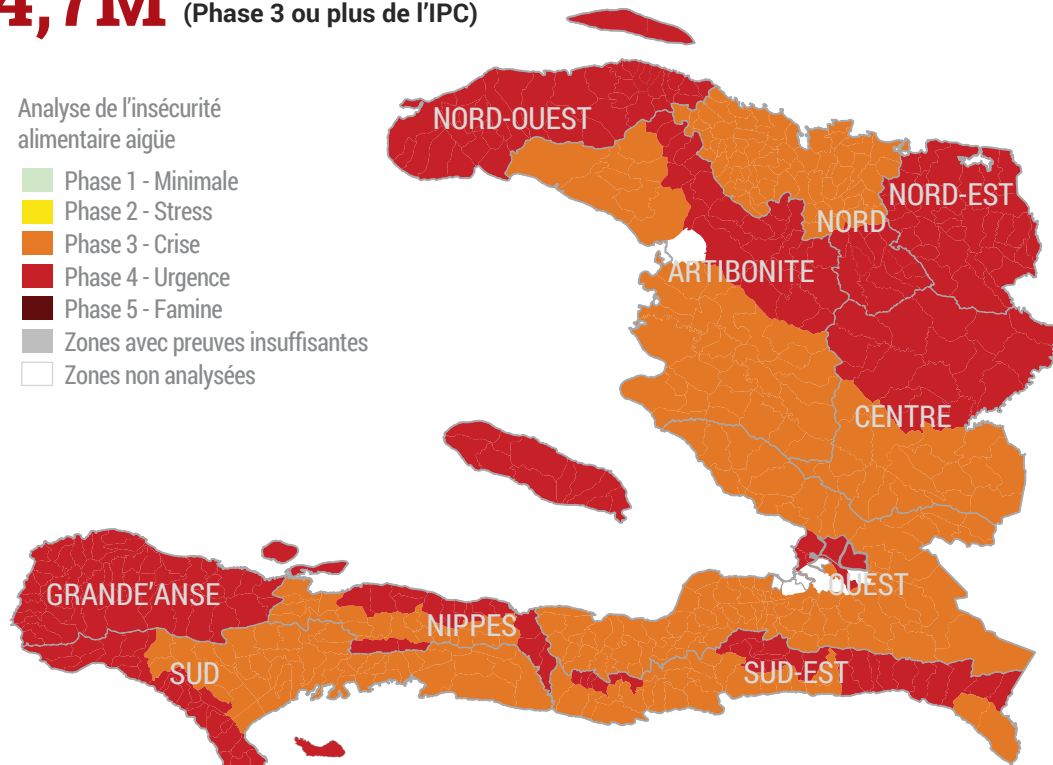 4,7M (Phase 3 ou plus de l'IPC)
Analyse de l'insécurité
alimentaire aigüe
Phase 1 - Minimale
Phase 2 - Stress
Phase 3 - Crise
Phase 4 - Urgence
Phase 5 - Famine
Zones avec preuves insuffisantes
Zones non analysées
NORD-OUEST
NORD-EST
NORD
ARTIBONITE
CENTRE
OUEST
GRANDE'ANSE
NIPPES
SUD
SUD-EST